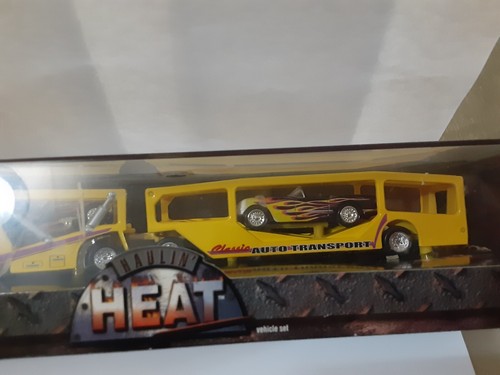 Classic AUTO TRANSPORT
HAULIN'
HEAT
vehicle set